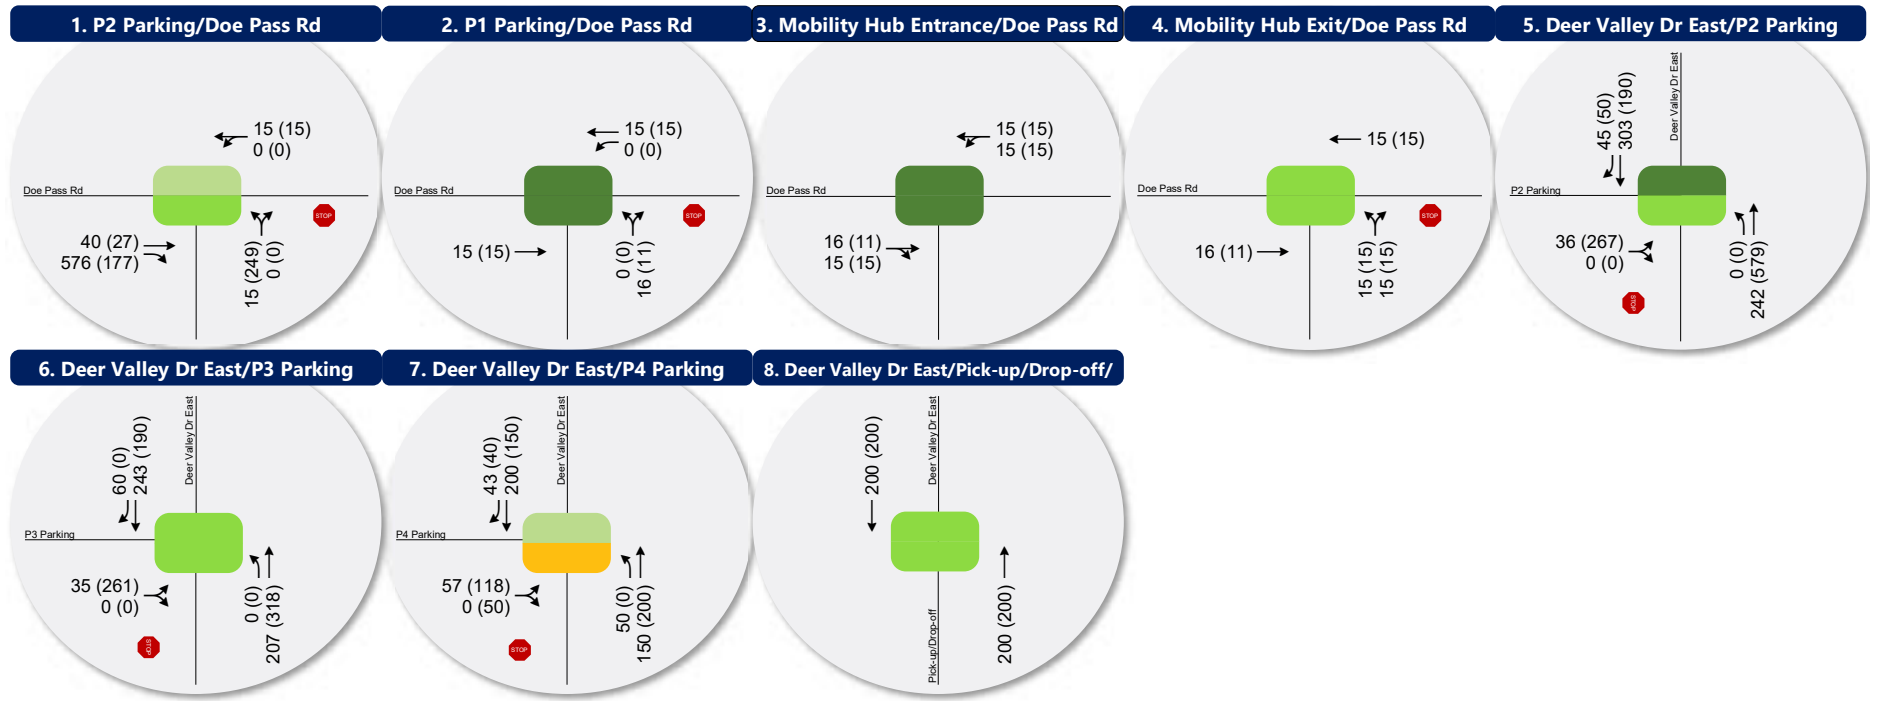 1. P2 Parking/Doe Pass Rd
15 (15)
0 (0)
Doe Pass Rd
STOP
40 (27)
576 (177)
15 (249)
0 (0)
2. P1 Parking/Doe Pass Rd
15 (15)
0 (0)
Doe Pass Rd
STOP
15 (15)
0 (0)
16 (11)
3. Mobility Hub Entrance/Doe Pass Rd
15 (15)
15 (15)
Doe Pass Rd
16 (11)
15 (15)
4. Mobility Hub Exit/Doe Pass Rd
15 (15)
Doe Pass Rd
STOP
16 (11)
15 (15)
15 (15)
5. Deer Valley Dr East/P2 Parking
45 (50)
303 (190)
Deer Valley Dr East
P2 Parking
36 (267)
0 (0)
0 (0)
242 (579)
STOP
6. Deer Valley Dr East/P3 Parking
60 (0)
243 (190)
Deer Valley Dr East
P3 Parking
35 (261)
0 (0)
0 (0)
207 (318)
STOP
7. Deer Valley Dr East/P4 Parking
43 (40)
200 (150)
Deer Valley Dr East
P4 Parking
57 (118)
0 (50)
50 (0)
150 (200)
STOP
8. Deer Valley Dr East/Pick-up/Drop-off/
200 (200)
Deer Valley Dr East
Pick-up/Drop-off
200 (200)